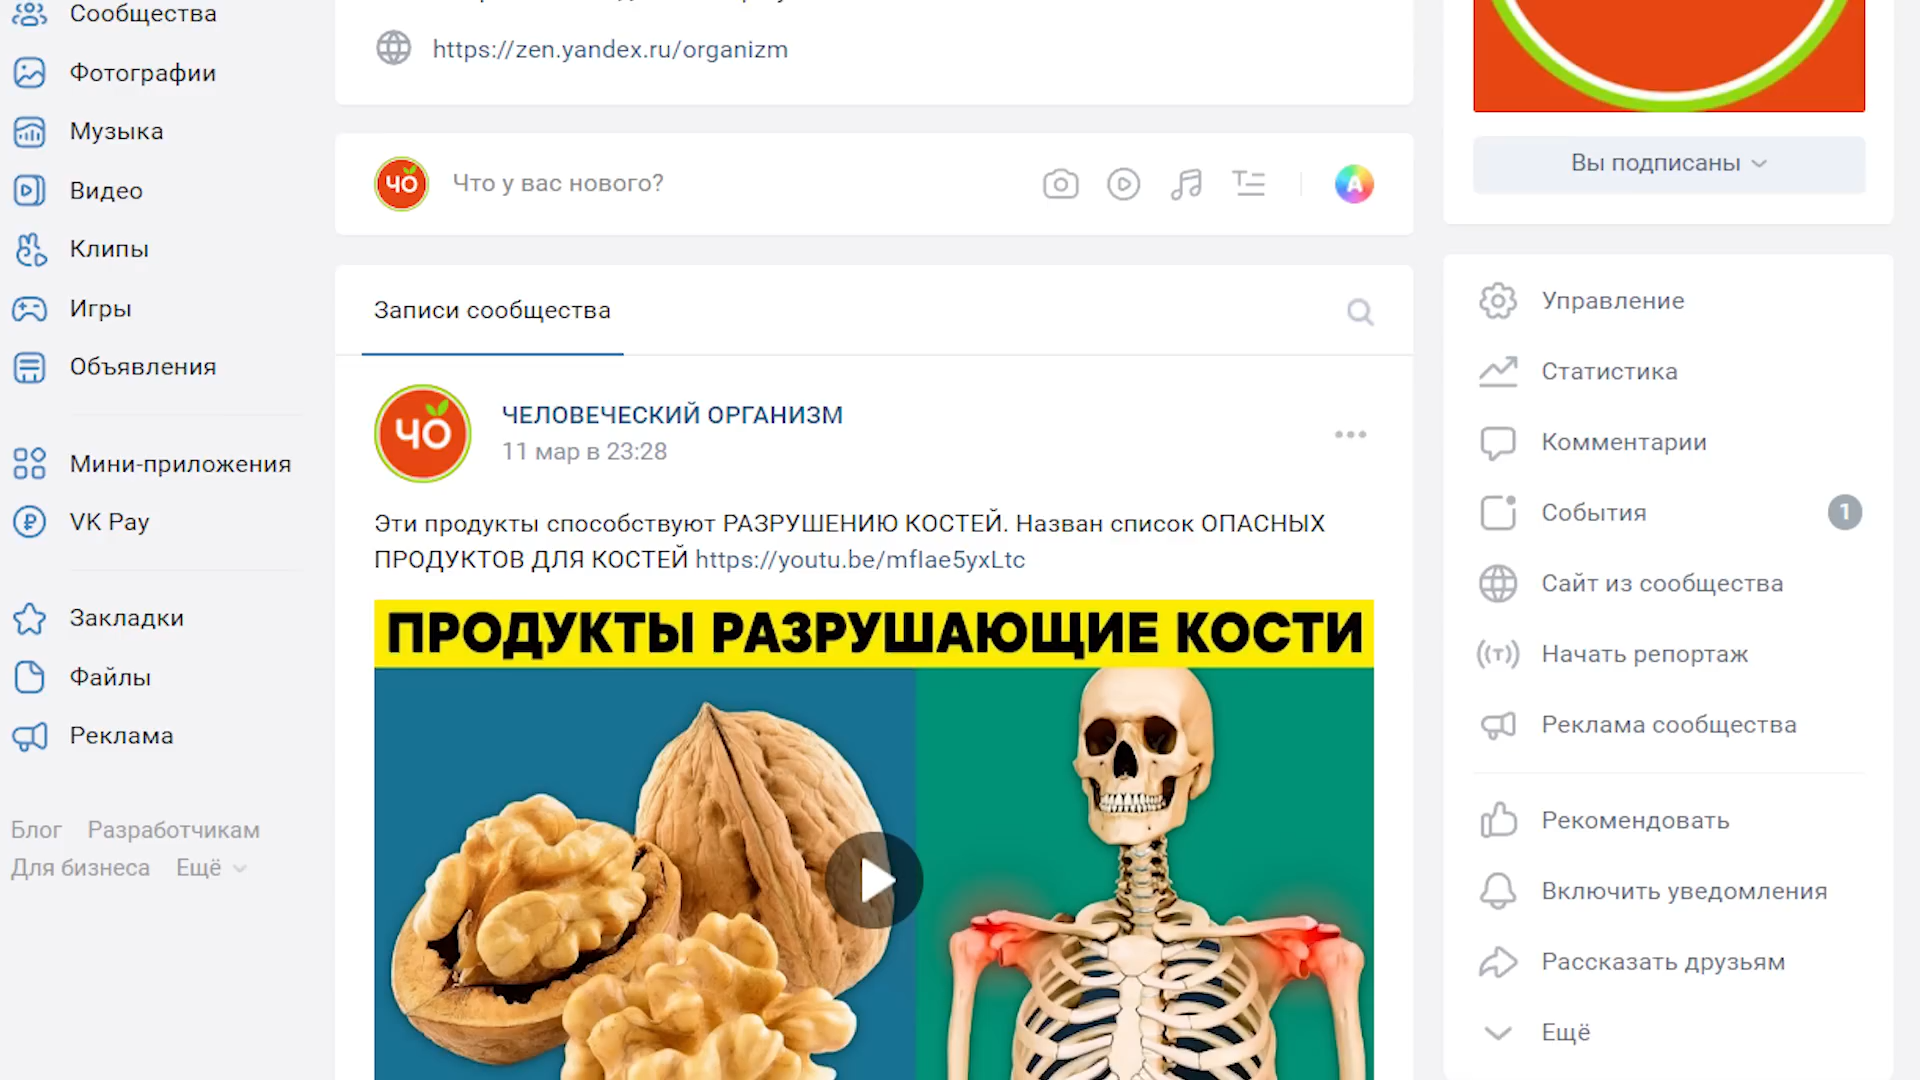 Сообщества
Фотографии
Музыка
Видео
Клипы
Игры
Объявления
Мини-приложения
VK Pay
Закладки
Файлы
Реклама
Блог Разработчикам
Для бизнеса Ещё
https://zen.yandex.ru/organizm
ЧО
Что у вас нового?
A
Записи сообщества
ЧО
ЧЕЛОВЕЧЕСКИЙ ОРГАНИЗМ
11 мар в 23:28
Эти продукты способствуют РАЗРУШЕНИЮ КОСТЕЙ. Назван список ОПАСНЫХ
ПРОДУКТОВ ДЛЯ КОСТЕЙ https://youtu.be/mflae5yxLtc
ПРОДУКТЫ РАЗРУШАЮЩИЕ КОСТИ
Вы подписаны
Управление
Статистика
Комментарии
События 1
Сайт из сообщества
Начать репортаж
Реклама сообщества
Рекомендовать
Включить уведомления
Рассказать друзьям
Ещё